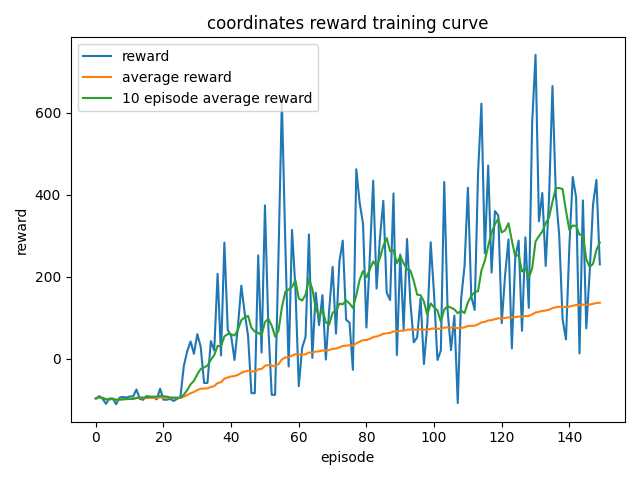 coordinates reward training curve
reward
average reward
10 episode average reward
600
400
200
0
reward
0 20 40 60 80 100 120 140
episode